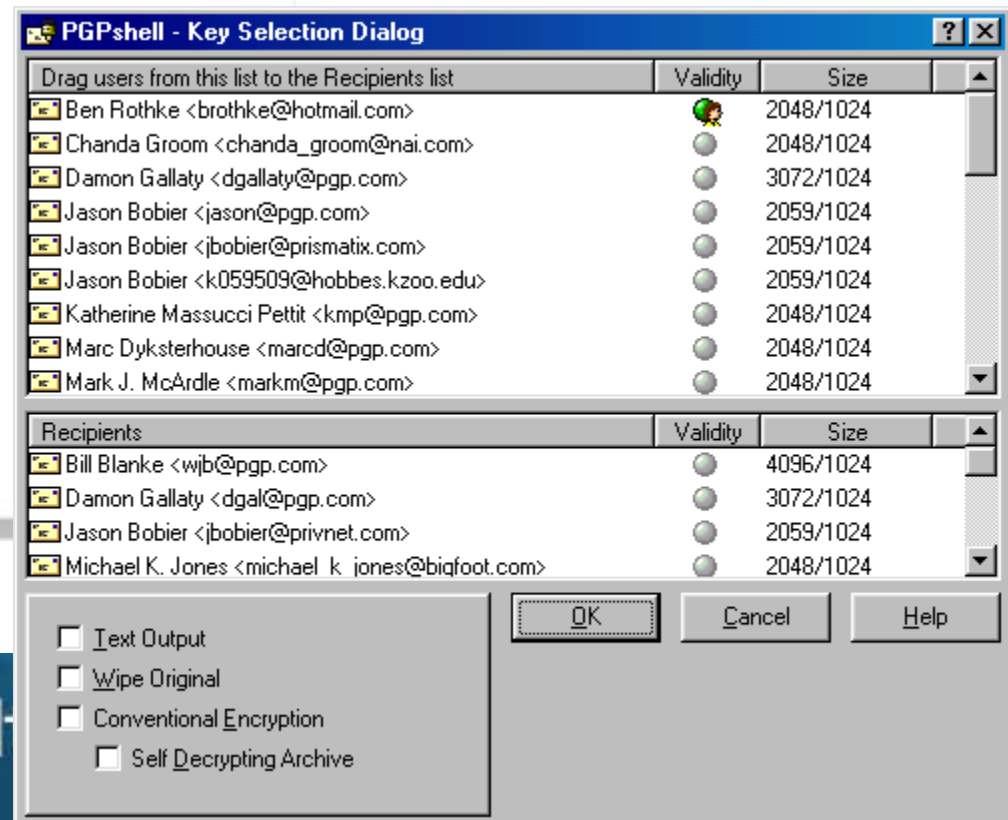 PGPshell - Key Selection Dialog
Drag users from this list to the Recipients list Validity Size
Ben Rothke <brothke@hotmail.com> 2048/1024
Chanda Groom <chanda_groom@nai.com> 2048/1024
Damon Gallaty <dgallaty@pgp.com> 3072/1024
Jason Bobier <jason@pgp.com> 2059/1024
Jason Bobier <jbobier@prismatix.com> 2059/1024
Jason Bobier <k059509@hobbes.kzoo.edu> 2059/1024
Katherine Massucci Pettit <kmp@pgp.com> 2048/1024
Marc Dyksterhouse <marcd@pgp.com> 2048/1024
Mark J. McArdle <markm@pgp.com> 2048/1024
Recipients Validity Size
Bill Blanke <wjb@pgp.com> 4096/1024
Damon Gallaty <dgal@pgp.com> 3072/1024
Jason Bobier <jbobier@privnet.com> 2059/1024
Michael K. Jones <michael_k_jones@bigfoot.com> 2048/1024
OK Cancel Help
Text Output
Wipe Original
Conventional Encryption
Self Decrypting Archive